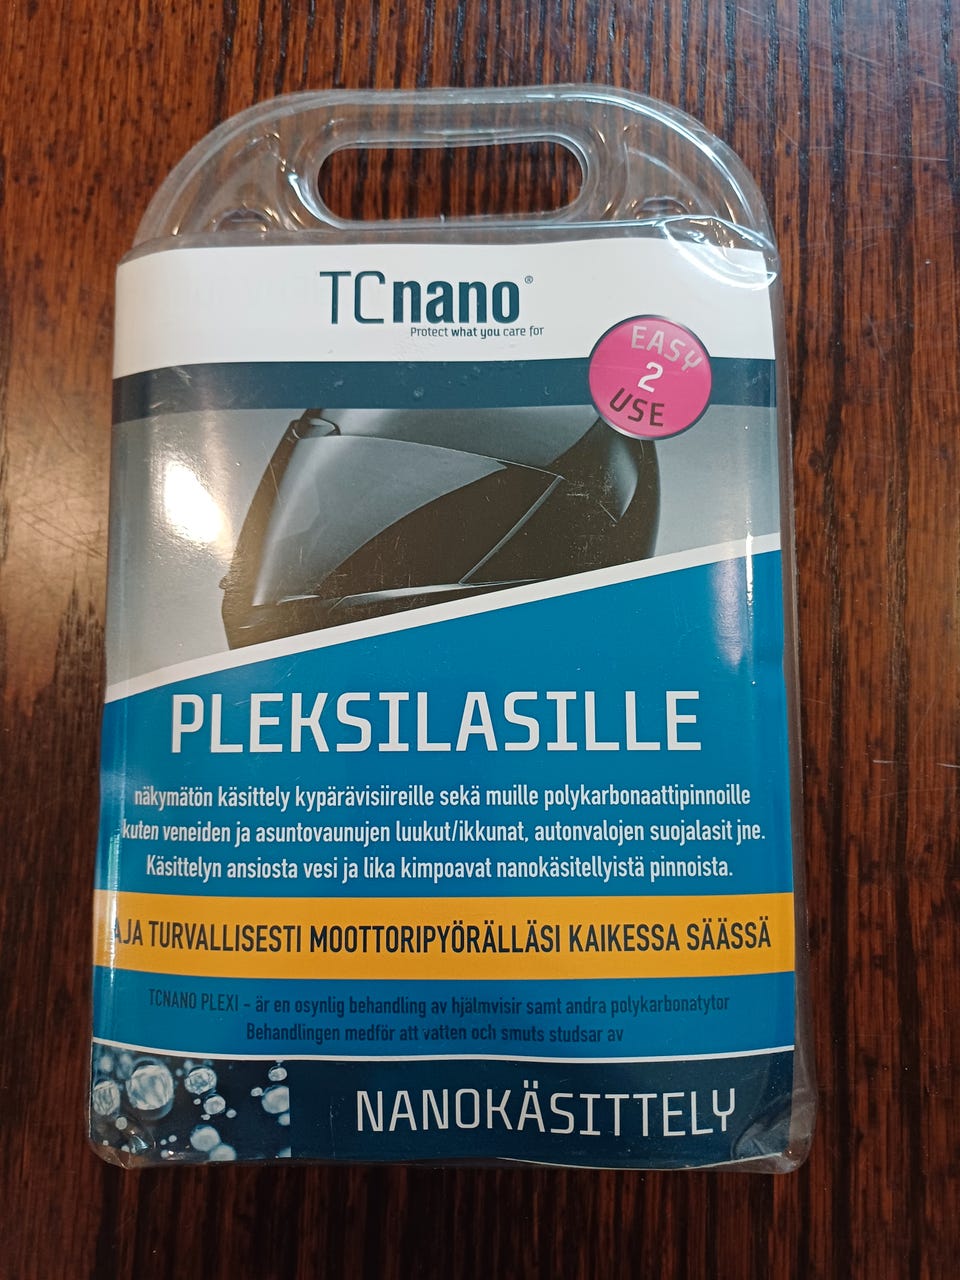 TCnano®
Protect what you care for
EASY
2
USE
PLEKSILASILLE
näkymätön käsittely kypärävisiireille sekä muille polykarbonaattipinnoille
kuten veneiden ja asuntovaunujen luukut/ikkunat, autonvalojen suojalasit jne.
Käsittelyn ansiosta vesi ja lika kimpoavat nanokäsitellyistä pinnoista.
AJA TURVALLISESTI MOOTTORIPYÖRÄLLÄSI KAIKESSA SÄÄSSÄ
TCNANO PLEXI - är en osynlig behandling av hjälmvisir samt andra polykarbonatytor
Behandlingen medför att vatten och smuts studsar av
NANOKÄSITTELY